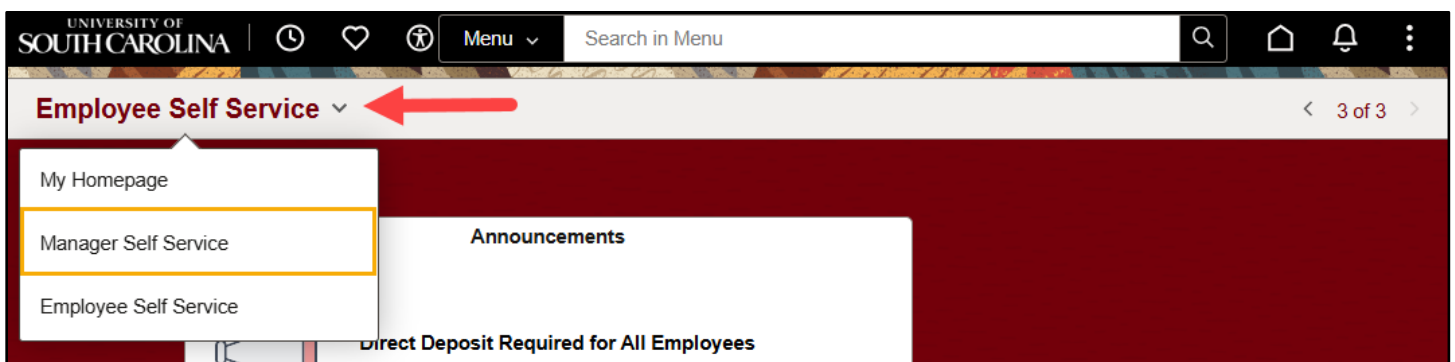 UNIVERSITY OF
SOUTH CAROLINA
Menu
Search in Menu
Employee Self Service
3 of 3
My Homepage
Manager Self Service
Employee Self Service
Announcements
Direct Deposit Required for All Employees